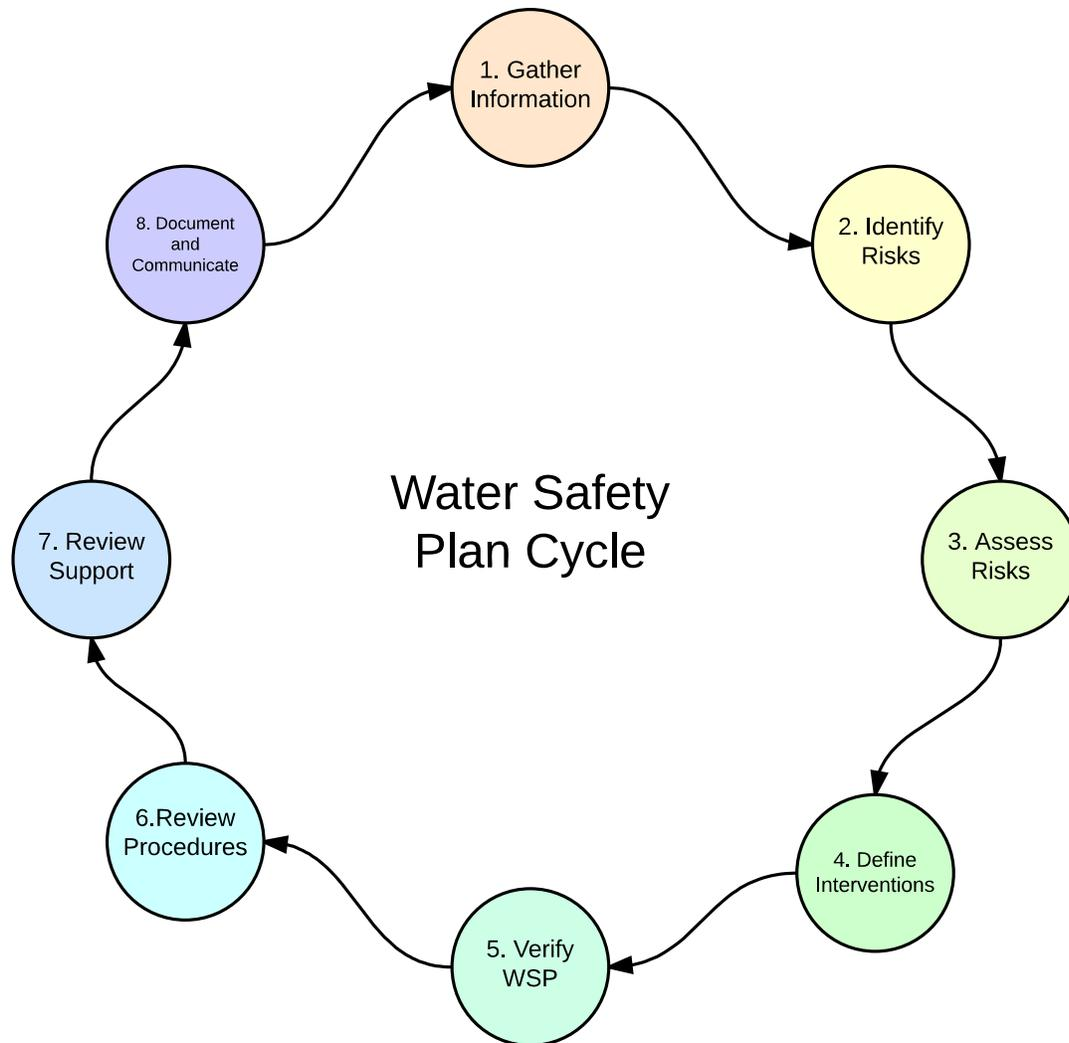 1. Gather
Information
2. Identify
Risks
3. Assess
Risks
4. Define
Interventions
5. Verify
WSP
6.Review
Procedures
7. Review
Support
8. Document
and
Communicate
Water Safety
Plan Cycle